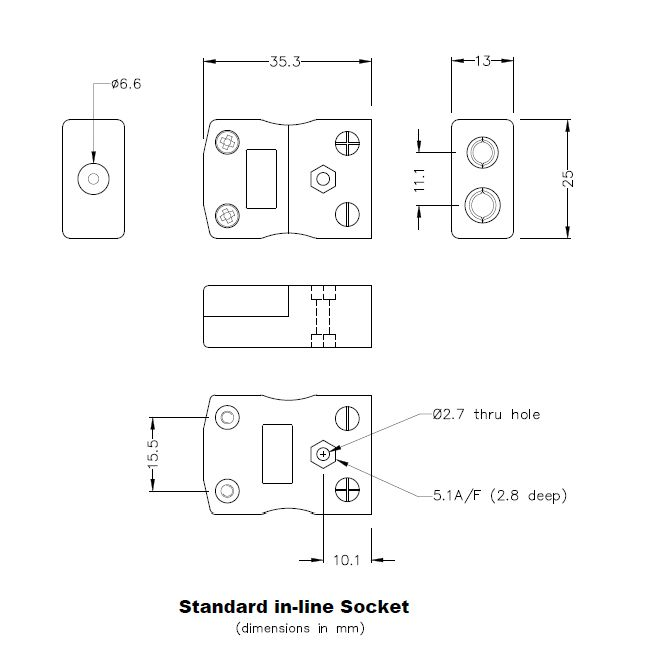 35.3
13
Ø6.6
11.1
25
Ø2.7 thru hole
15.5
5.1A/F (2.8 deep)
10.1
Standard in-line Socket
(dimensions in mm)